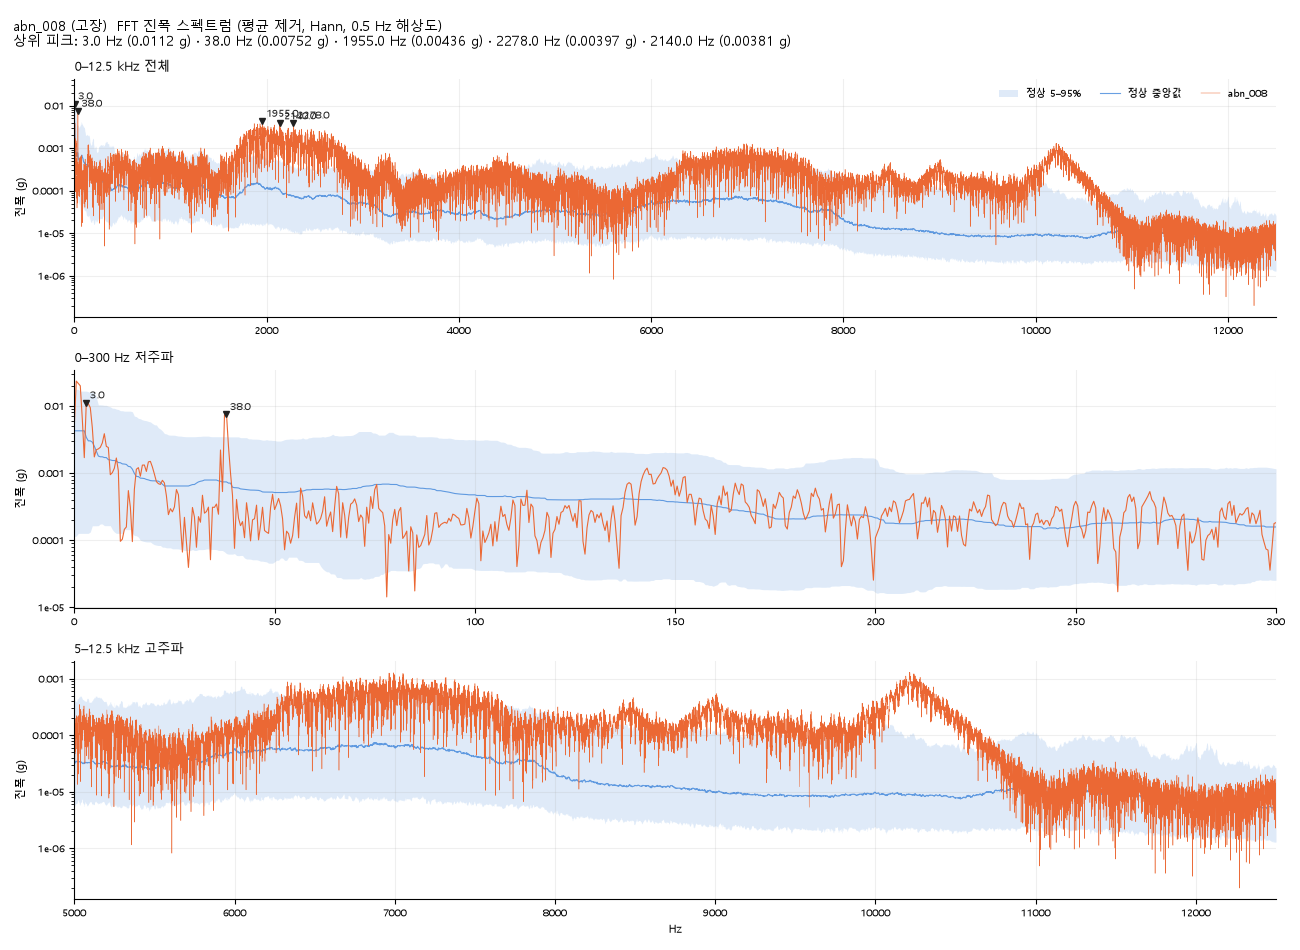 abn_008 (고장)  FFT 진폭 스펙트럼 (평균 제거, Hann, 0.5 Hz 해상도)
상위 피크: 3.0 Hz (0.0112 g) · 38.0 Hz (0.00752 g) · 1955.0 Hz (0.00436 g) · 2278.0 Hz (0.00397 g) · 2140.0 Hz (0.00381 g)
0–12.5 kHz 전체
정상 5–95%  정상 중앙값  abn_008
3.0
38.0
1955.0 2140.0 2278.0
0.01
0.001
0.0001
1e-05
1e-06
진폭 (g)
0 2000 4000 6000 8000 10000 12000
0–300 Hz 저주파
3.0
38.0
0.01
0.001
0.0001
1e-05
진폭 (g)
0 50 100 150 200 250 300
5–12.5 kHz 고주파
0.001
0.0001
1e-05
1e-06
진폭 (g)
5000 6000 7000 8000 9000 10000 11000 12000
Hz